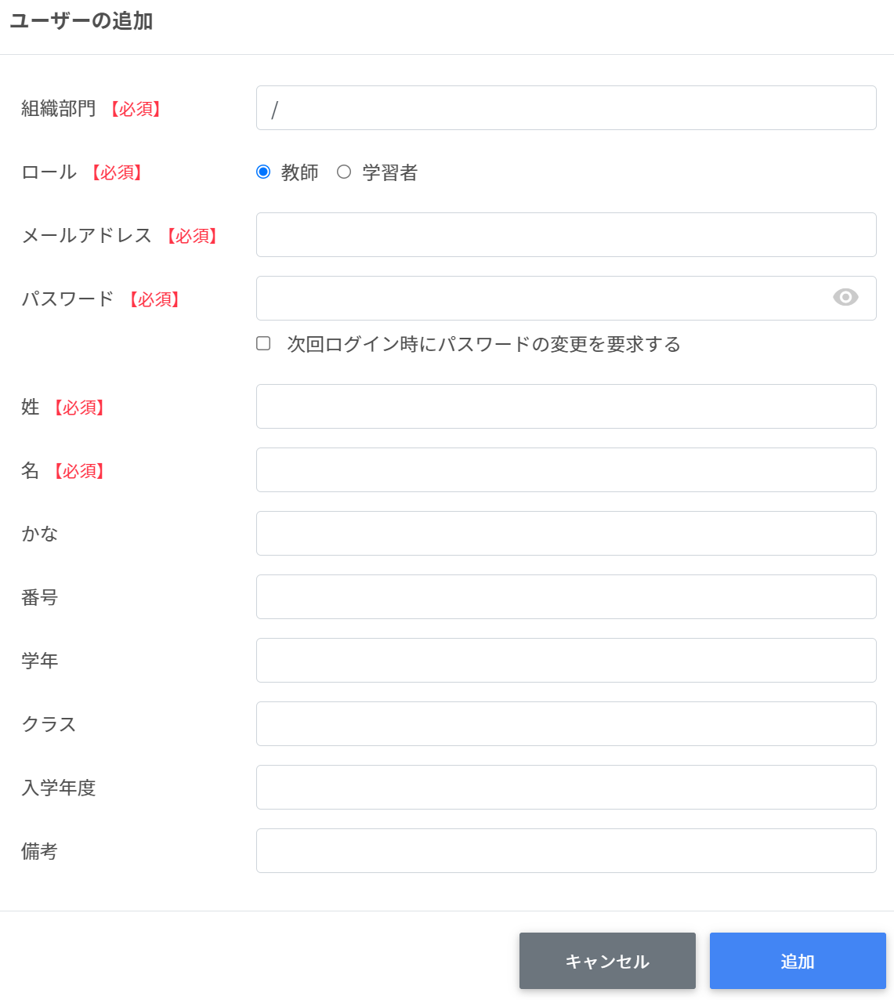 ユーザーの追加
組織部門 【必須】 /
ロール 【必須】 教師 学習者
メールアドレス 【必須】
パスワード 【必須】
次回ログイン時にパスワードの変更を要求する
姓 【必須】
名 【必須】
かな
番号
学年
クラス
入学年度
備考
キャンセル 追加